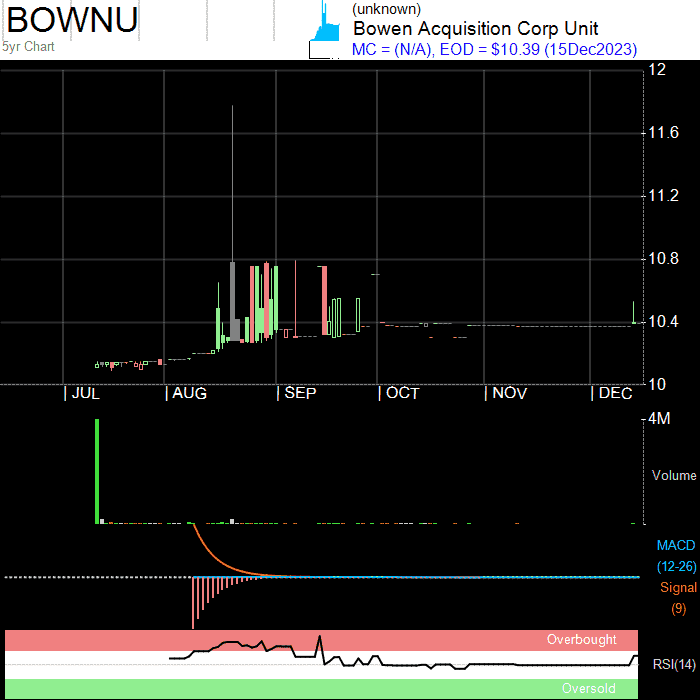 BOWNU
5yr Chart
(unknown)
Bowen Acquisition Corp Unit
MC = (N/A), EOD = $10.39 (15Dec2023)
12
11.6
11.2
10.8
10.4
10
JUL AUG SEP OCT NOV DEC
4M
Volume
MACD
(12-26)
Signal
(9)
Overbought
RSI(14)
Oversold